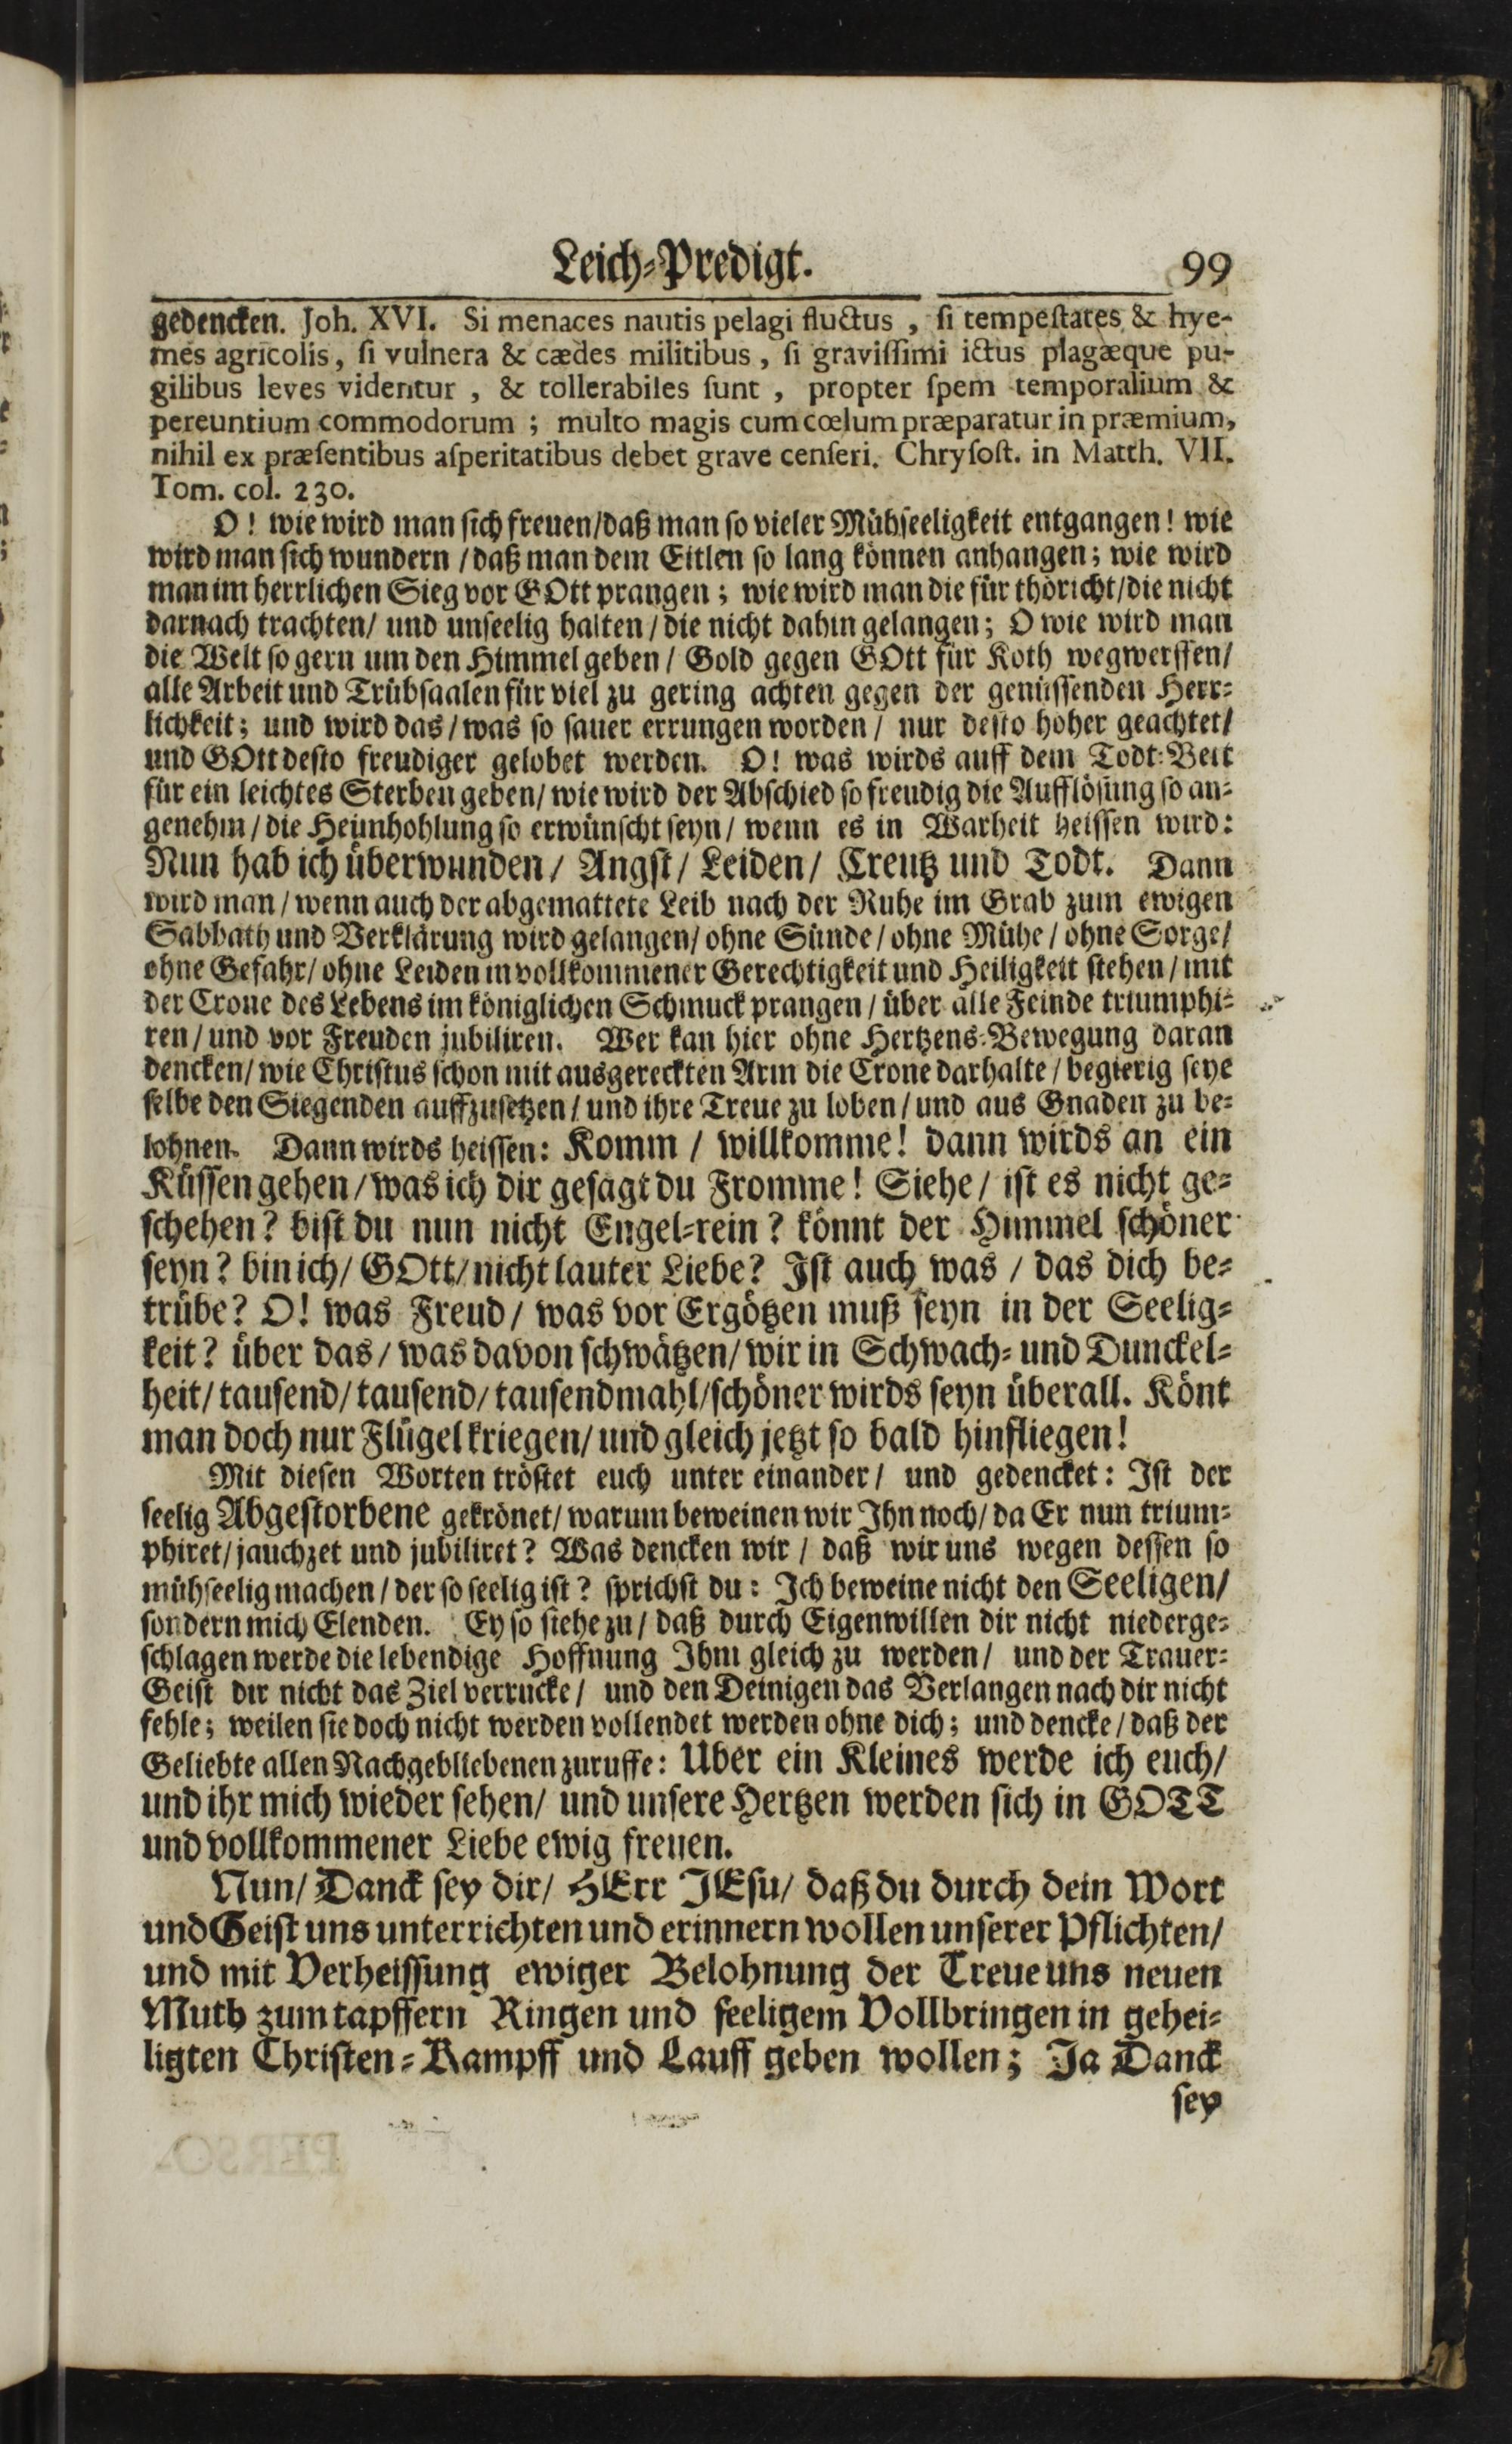 Leich-Predigt. 99
gedencken. Joh. XVI. Si menaces nautis pelagi fluctus, ſi tempeſtates & hye-
mes agricolis, ſi vulnera & cædes militibus, ſi graviſſimi ictus plagæque pu-
gilibus leves videntur, & tollerabiles ſunt, propter ſpem temporalium &
pereuntium commodorum; multo magis cum cœlum præparatur in præmium,
nihil ex præſentibus aſperitatibus debet grave cenſeri. Chryſoſt. in Matth. VII.
Tom. col. 230.
O! wie wird man ſich freuen/daß man ſo vieler Mühſeeligkeit entgangen! wie
wird man ſich wundern/daß man dem Eitlen ſo lang können anhangen; wie wird
man im herrlichen Sieg vor GOtt prangen; wie wird man die für thöricht/die nicht
darnach trachten/ und unſeelig halten/die nicht dahin gelangen; O wie wird man
die Welt ſo gern um den Himmel geben/ Gold gegen GOtt für Koth wegwerffen/
alle Arbeit und Trübſaalen für viel zu gering achten gegen der genüſſenden Herr-
lichkeit; und wird das/was ſo ſauer errungen worden/ nur deſto hoher geachtet/
und GOtt deſto freudiger gelobet werden. O! was wirds auff dem Todt-Bett
für ein leichtes Sterben geben/ wie wird der Abſchied ſo freudig die Aufflöſung ſo an-
genehm/die Heimhohlung ſo erwünſcht ſeyn/ wenn es in Warheit heiſſen wird:
Nun hab ich überwunden/ Angſt/ Leiden/ Creutz und Todt. Dann
wird man/wenn auch der abgemattete Leib nach der Ruhe im Grab zum ewigen
Sabbath und Verklärung wird gelangen/ohne Sünde/ohne Mühe/ohne Sorge/
ohne Gefahr/ohne Leiden in vollkommener Gerechtigkeit und Heiligkeit ſtehen/mit
der Crone des Lebens im königlichen Schmuck prangen/über alle Feinde triumphi-
ren/und vor Freuden jubiliren. Wer kan hier ohne Hertzens-Bewegung daran
dencken/wie Chriſtus ſchon mit ausgereckten Arm die Crone darhalte/begierig ſeye
ſelbe den Siegenden auffzuſetzen/und ihre Treue zu loben/und aus Gnaden zu be-
lohnen. Dann wirds heiſſen: Komm/ willkomme! dann wirds an ein
Küſſen gehen/was ich dir geſagt du Fromme! Siehe/ iſt es nicht ge-
ſchehen? biſt du nun nicht Engel-rein? könnt der Himmel ſchöner
ſeyn? bin ich/ GOtt/nicht lauter Liebe? Iſt auch was/das dich be-
trübe? O! was Freud/ was vor Ergötzen muß ſeyn in der Seelig-
keit? über das/was davon ſchwätzen/wir in Schwach- und Dunckel-
heit/tauſend/tauſend/tauſendmahl/ſchöner wirds ſeyn überall. Könt
man doch nur Flügel kriegen/und gleich jetzt ſo bald hinfliegen!
Mit dieſen Worten tröſtet euch unter einander/ und gedencket: Iſt der
ſeelig Abgeſtorbene gekrönet/warum beweinen wir Ihn noch/da Er nun trium-
phiret/jauchzet und jubiliret? Was dencken wir/ daß wir uns wegen deſſen ſo
mühſeelig machen/der ſo ſeelig iſt? ſprichſt du: Ich beweine nicht den Seeligen/
ſondern mich Elenden. Ey ſo ſiehe zu/ daß durch Eigenwillen dir nicht niederge-
ſchlagen werde die lebendige Hoffnung Ihm gleich zu werden/ und der Trauer-
Geiſt dir nicht das Ziel verrucke/ und den Deinigen das Verlangen nach dir nicht
fehle; weilen ſie doch nicht werden vollendet werden ohne dich; und dencke/daß der
Geliebte allen Nachgebliebenen zuruffe: Uber ein Kleines werde ich euch/
und ihr mich wieder ſehen/ und unſere Hertzen werden ſich in GOTT
und vollkommener Liebe ewig freuen.
Nun/ Danck ſey dir/ HErr JEſu/ daß du durch dein Wort
und Geiſt uns unterrichten und erinnern wollen unſerer Pflichten/
und mit Verheiſſung ewiger Belohnung der Treue uns neuen
Muth zum tapffern Ringen und ſeeligem Vollbringen in gehei-
ligten Chriſten-Kampff und Lauff geben wollen; Ja Danck
ſey